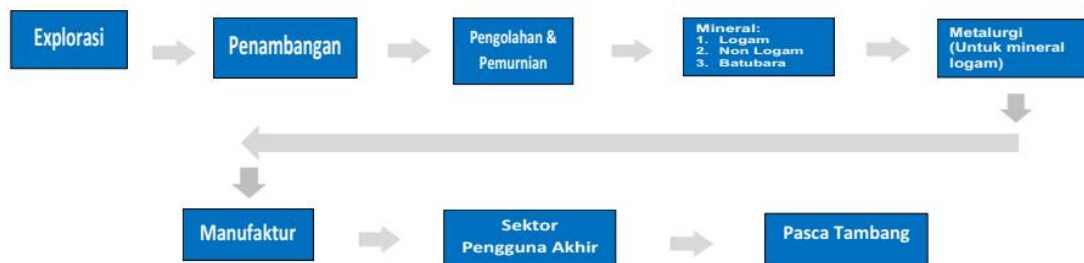 Explorasi
Penambangan
Pengolahan &
Pemurnian
Mineral:
1. Logam
2. Non Logam
3. Batubara
Metalurgi
(Untuk mineral
logam)
Manufaktur
Sektor
Pengguna Akhir
Pasca Tambang